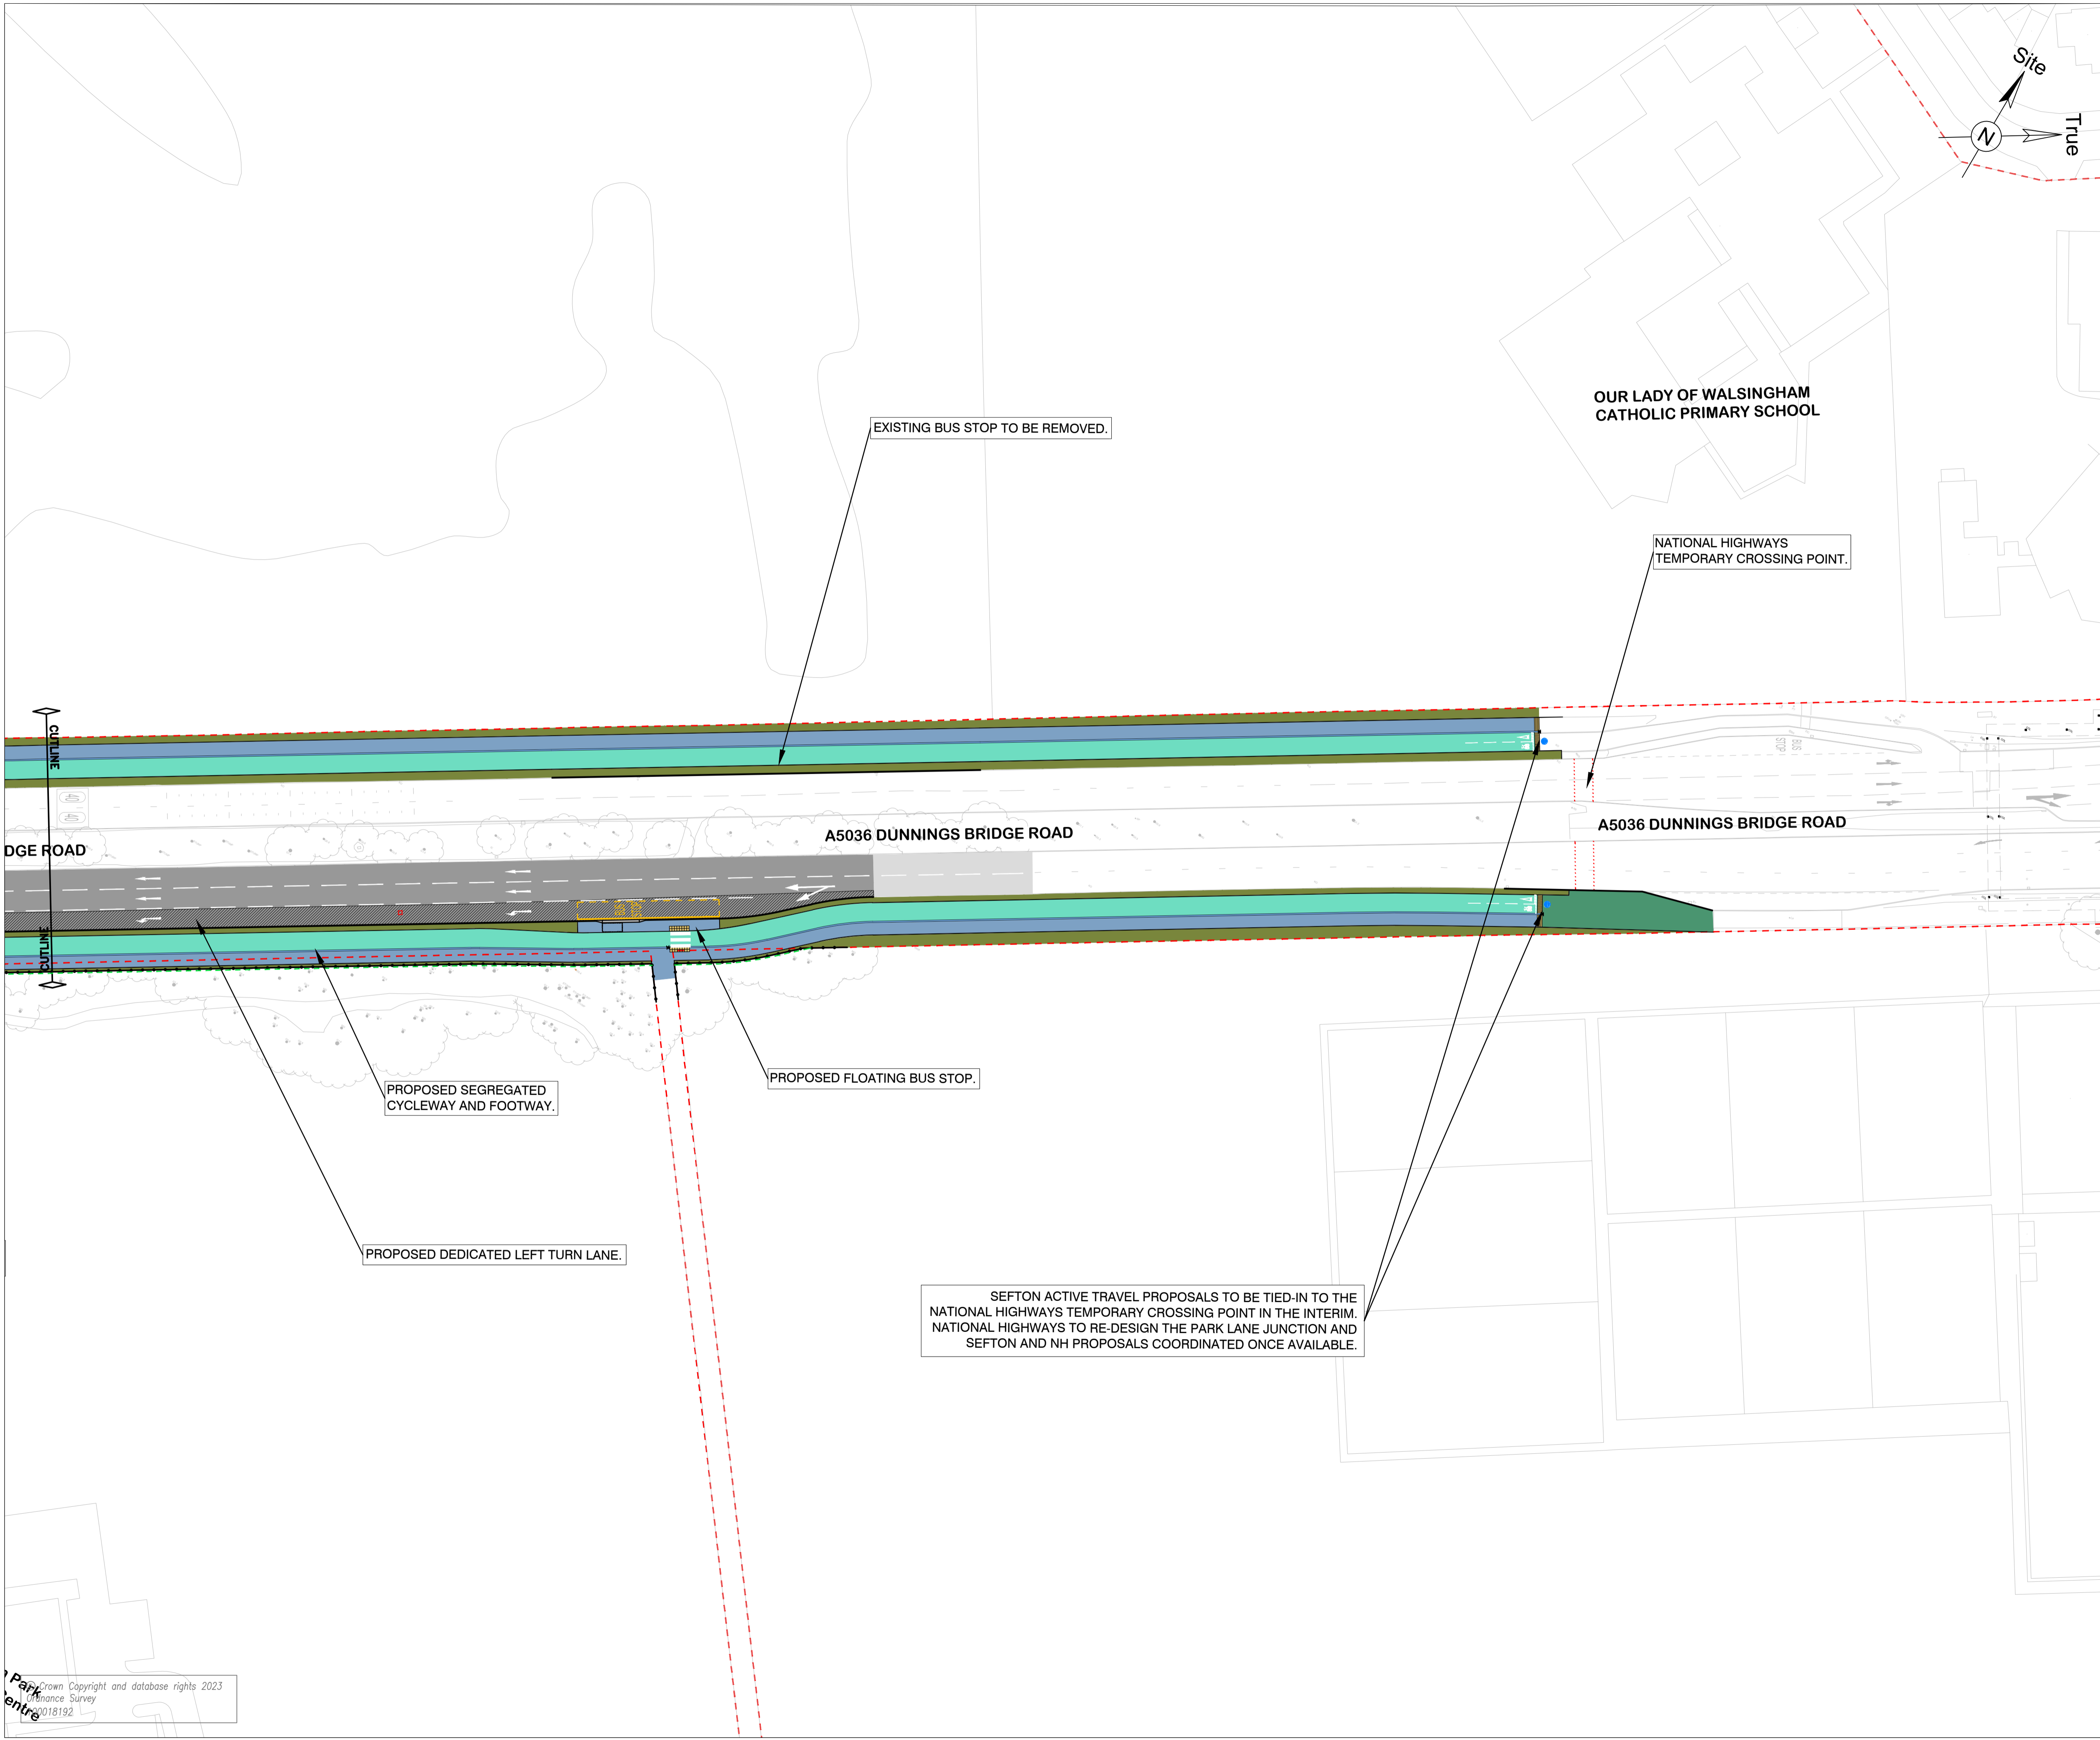 Site
N
True
OUR LADY OF WALSINGHAM
CATHOLIC PRIMARY SCHOOL
EXISTING BUS STOP TO BE REMOVED.
NATIONAL HIGHWAYS
TEMPORARY CROSSING POINT.
CUTLINE
BUS
STOP
A5036 DUNNINGS BRIDGE ROAD
A5036 DUNNINGS BRIDGE ROAD
DGE ROAD
BUS
STOP
CUTLINE
PROPOSED FLOATING BUS STOP.
PROPOSED SEGREGATED
CYCLEWAY AND FOOTWAY.
PROPOSED DEDICATED LEFT TURN LANE.
SEFTON ACTIVE TRAVEL PROPOSALS TO BE TIED-IN TO THE
NATIONAL HIGHWAYS TEMPORARY CROSSING POINT IN THE INTERIM.
NATIONAL HIGHWAYS TO RE-DESIGN THE PARK LANE JUNCTION AND
SEFTON AND NH PROPOSALS COORDINATED ONCE AVAILABLE.
Park
entre
Crown Copyright and database rights 2023
Ordnance Survey